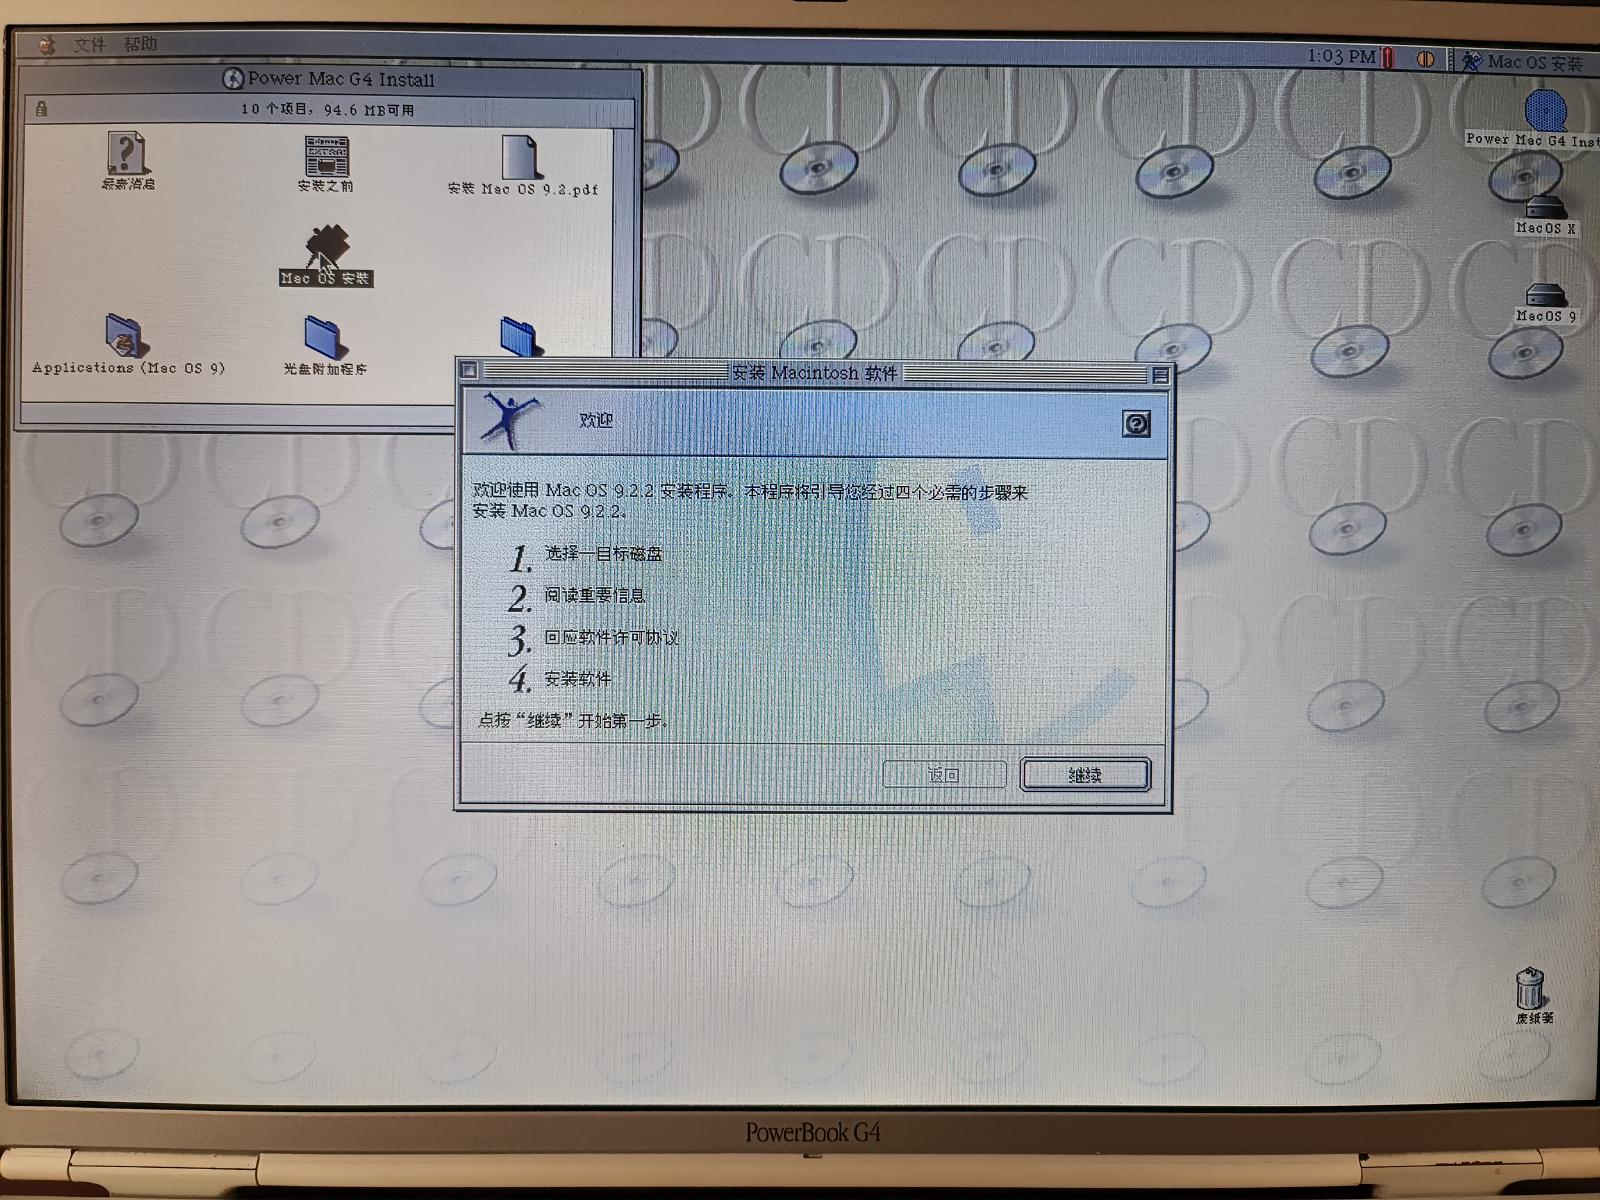 文件 帮助
1:03 PM
Mac OS 安装
Power Mac G4 Install
10 个项目，94.6 MB可用
最新消息
安装之前
安装 Mac OS 9.2.pdf
Mac OS 安装
Applications (Mac OS 9)
光盘附加程序
Power Mac G4 Inst
MacOS X
MacOS 9
安装 Macintosh 软件
欢迎
欢迎使用 Mac OS 9.2.2 安装程序。本程序将引导您经过四个必需的步骤来
安装 Mac OS 9.2.2。
1. 选择一目标磁盘
2. 阅读重要信息
3. 回应软件许可协议
4. 安装软件
点按“继续”开始第一步。
返回
继续
废纸篓
CD
CD
CD
CD
PowerBook G4